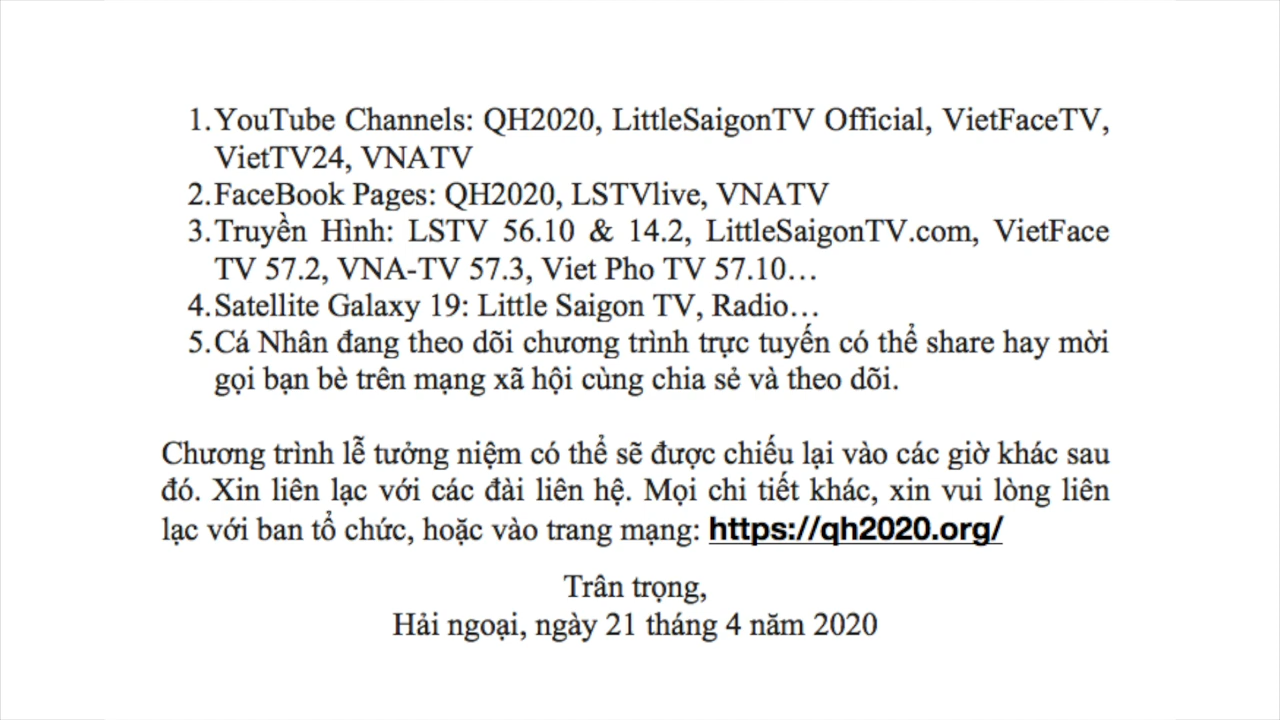 1. YouTube Channels: QH2020, LittleSaigonTV Official, VietFaceTV,
VietTV24, VNATV
2. FaceBook Pages: QH2020, LSTVlive, VNATV
3. Truyền Hình: LSTV 56.10 & 14.2, LittleSaigonTV.com, VietFace
TV 57.2, VNA-TV 57.3, Viet Pho TV 57.10…
4. Satellite Galaxy 19: Little Saigon TV, Radio…
5. Cá Nhân đang theo dõi chương trình trực tuyến có thể share hay mời
gọi bạn bè trên mạng xã hội cùng chia sẻ và theo dõi.
Chương trình lễ tưởng niệm có thể sẽ được chiếu lại vào các giờ khác sau
đó. Xin liên lạc với các đài liên hệ. Mọi chi tiết khác, xin vui lòng liên
lạc với ban tổ chức, hoặc vào trang mạng: https://qh2020.org/
Trân trọng,
Hải ngoại, ngày 21 tháng 4 năm 2020